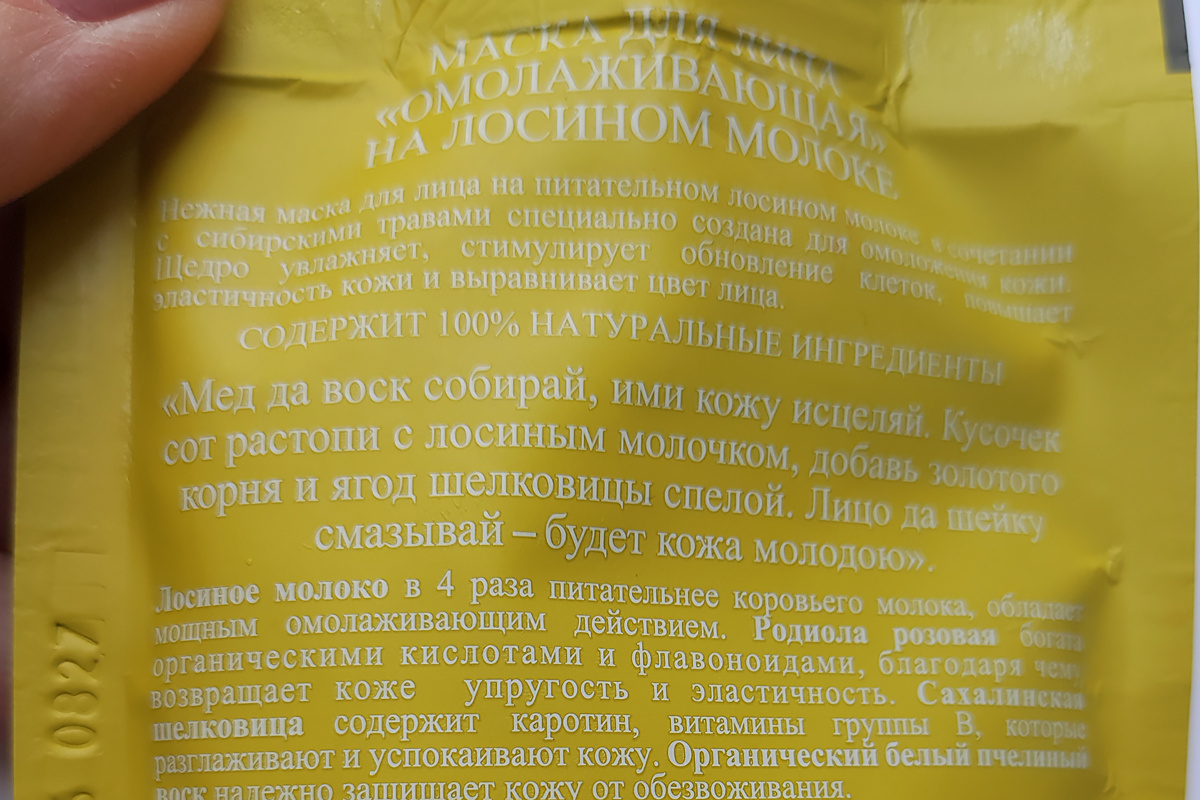 МАСКА ДЛЯ ЛИЦА
«ОМОЛАЖИВАЮЩАЯ»
НА ЛОСИНОМ МОЛОКЕ
Нежная маска для лица на питательном лосином молоке в сочетании
с сибирскими травами специально создана для омоложения кожи.
Щедро увлажняет, стимулирует обновление клеток, повышает
эластичность кожи и выравнивает цвет лица.
СОДЕРЖИТ 100% НАТУРАЛЬНЫЕ ИНГРЕДИЕНТЫ
«Мед да воск собирай, ими кожу исцеляй. Кусочек
сот растопи с лосиным молочком, добавь золотого
корня и ягод шелковицы спелой. Лицо да шейку
смазывай – будет кожа молодою».
Лосиное молоко в 4 раза питательнее коровьего молока, обладает
мощным омолаживающим действием. Родиола розовая богата
органическими кислотами и флавоноидами, благодаря чему
возвращает коже упругость и эластичность. Сахалинская
шелковица содержит каротин, витамины группы В, которые
разглаживают и успокаивают кожу. Органический белый пчелиный
воск надежно защищает кожу от обезвоживания.
0827